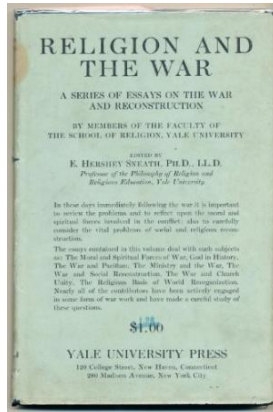 RELIGION AND
THE WAR
A SERIES OF ESSAYS ON THE WAR
AND RECONSTRUCTION
BY MEMBERS OF THE FACULTY OF
THE SCHOOL OF RELIGION, YALE UNIVERSITY
EDITED BY
E. HERSHEY SNEATH, PH.D., LL.D.
Professor of the Philosophy of Religion and
Religious Education, Yale University
In these days immediately following the war it is important
to review the problems and to reflect upon the moral and
spiritual forces involved in the conflict; also to carefully
consider the vital problems of social and religious recon-
struction.
The essays contained in this volume deal with such subjects
as: The Moral and Spiritual Forces of War, God in History,
The War and Pacifism, The Ministry and the War, The
War and Social Reconstruction, The War and Church
Unity, The Religious Basis of World Reorganization.
Nearly all of the contributors have been actively engaged
in some form of war work and have made a careful study of
these questions.
$1.00
YALE UNIVERSITY PRESS
120 College Street, New Haven, Connecticut
280 Madison Avenue, New York City